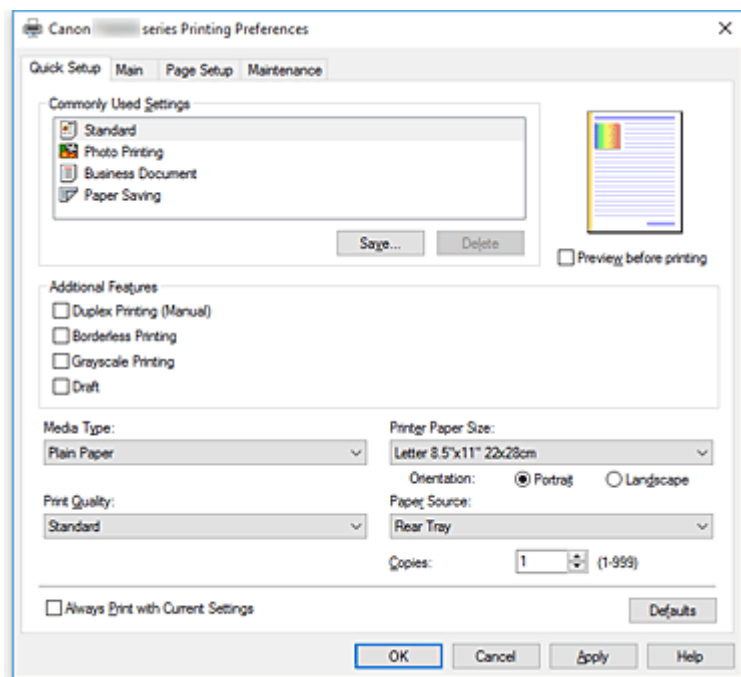 Canon series Printing Preferences
Quick Setup Main Page Setup Maintenance
Commonly Used Settings
Standard
Photo Printing
Business Document
Paper Saving
Save... Delete
Preview before printing
Additional Features
Duplex Printing (Manual)
Borderless Printing
Grayscale Printing
Draft
Media Type: Printer Paper Size:
Plain Paper Letter 8.5"x11" 22x28cm
Orientation: Portrait Landscape
Print Quality: Paper Source:
Standard Rear Tray
Copies: 1 (1-999)
Always Print with Current Settings Defaults
OK Cancel Apply Help